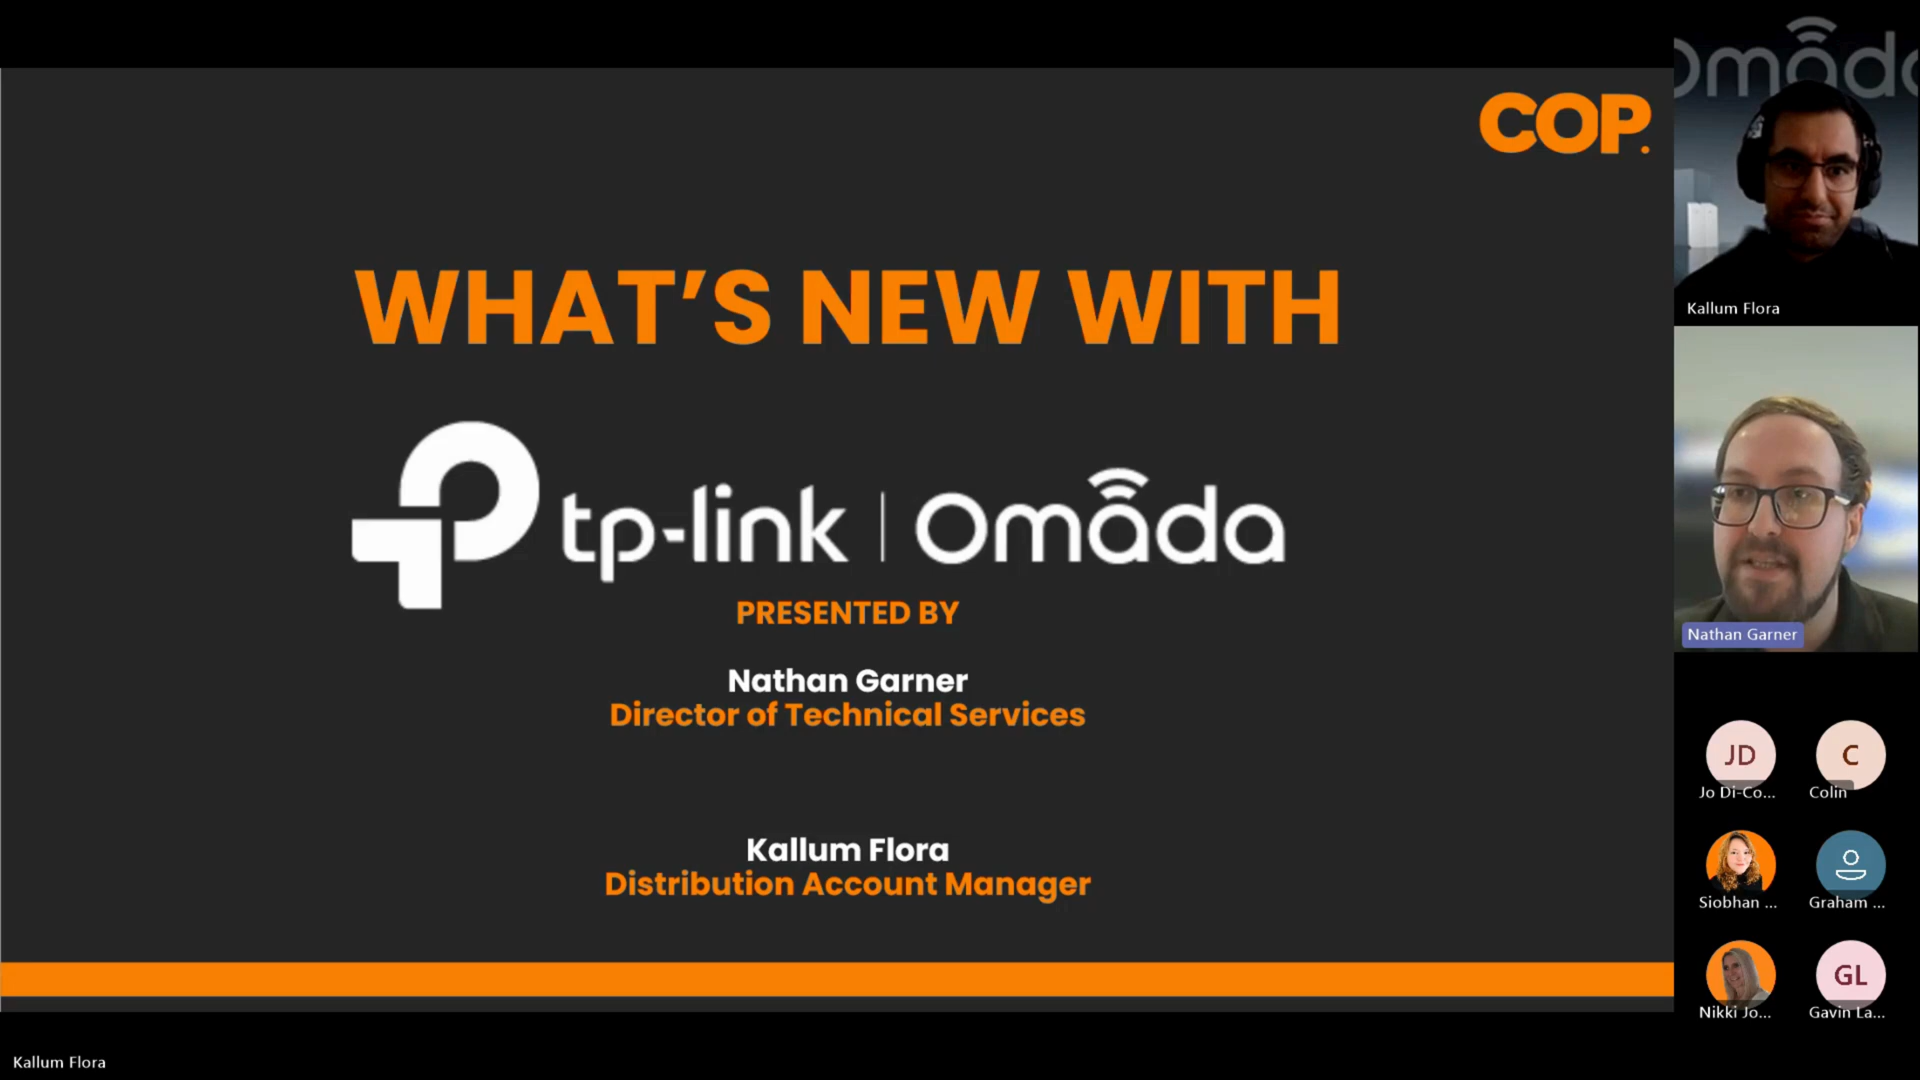 COP.
WHAT'S NEW WITH
tp-link | Omada
PRESENTED BY
Nathan Garner
Director of Technical Services
Kallum Flora
Distribution Account Manager
Omada
Kallum Flora
Nathan Garner
JD
Jo Di-Co...
C
Colin
Siobhan ...
Graham ...
Nikki Jo...
GL
Gavin La...
Kallum Flora